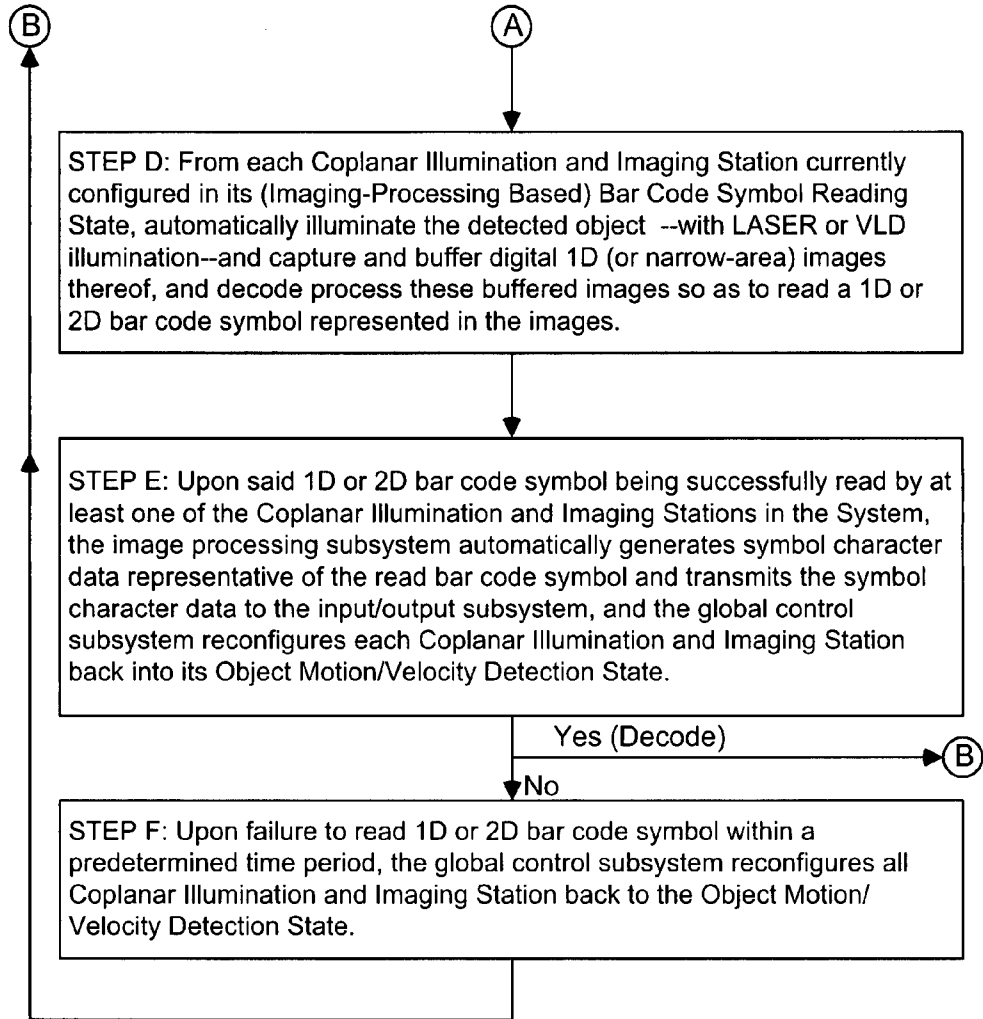 B
A
STEP D: From each Coplanar Illumination and Imaging Station currently
configured in its (Imaging-Processing Based) Bar Code Symbol Reading
State, automatically illuminate the detected object --with LASER or VLD
illumination--and capture and buffer digital 1D (or narrow-area) images
thereof, and decode process these buffered images so as to read a 1D or
2D bar code symbol represented in the images.
STEP E: Upon said 1D or 2D bar code symbol being successfully read by at
least one of the Coplanar Illumination and Imaging Stations in the System,
the image processing subsystem automatically generates symbol character
data representative of the read bar code symbol and transmits the symbol
character data to the input/output subsystem, and the global control
subsystem reconfigures each Coplanar Illumination and Imaging Station
back into its Object Motion/Velocity Detection State.
Yes (Decode)
B
No
STEP F: Upon failure to read 1D or 2D bar code symbol within a
predetermined time period, the global control subsystem reconfigures all
Coplanar Illumination and Imaging Station back to the Object Motion/
Velocity Detection State.